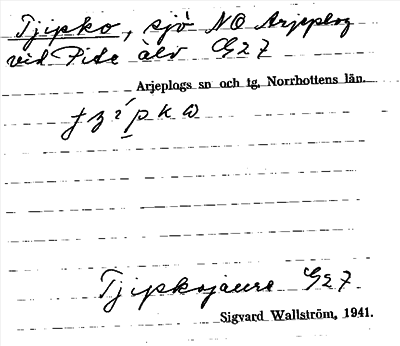 Tjipko, sjö NO Arjeplog
vid Pite älv G27
Arjeplogs sn och tg, Norrbottens län.
Tjipkojaure G27.
Sigvard Wallström, 1941.